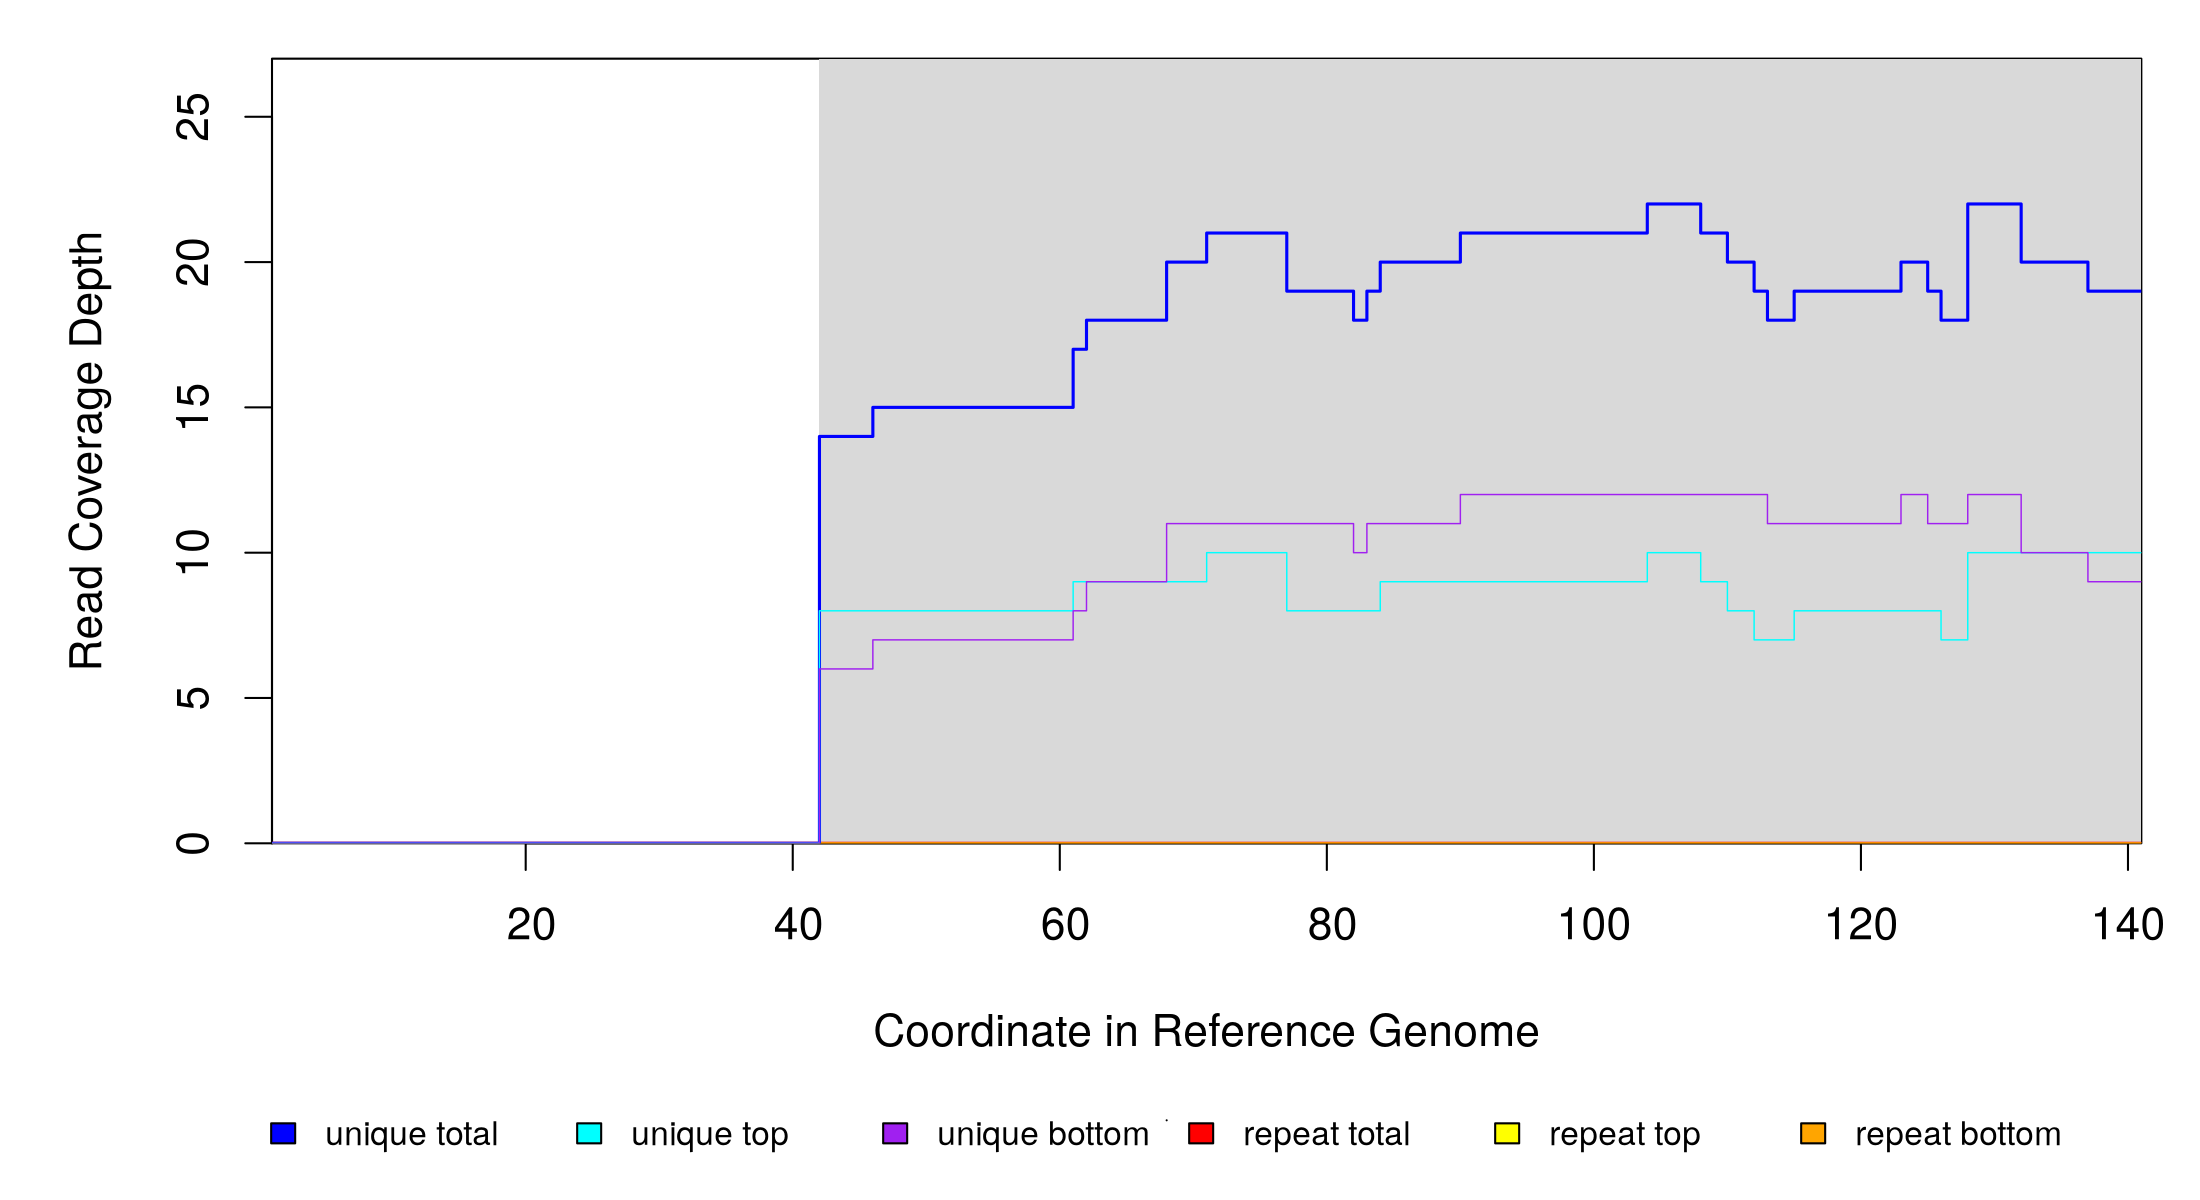 Read Coverage Depth
25
20
15
10
5
0
20 40 60 80 100 120 140
Coordinate in Reference Genome
unique total unique top unique bottom repeat total repeat top repeat bottom